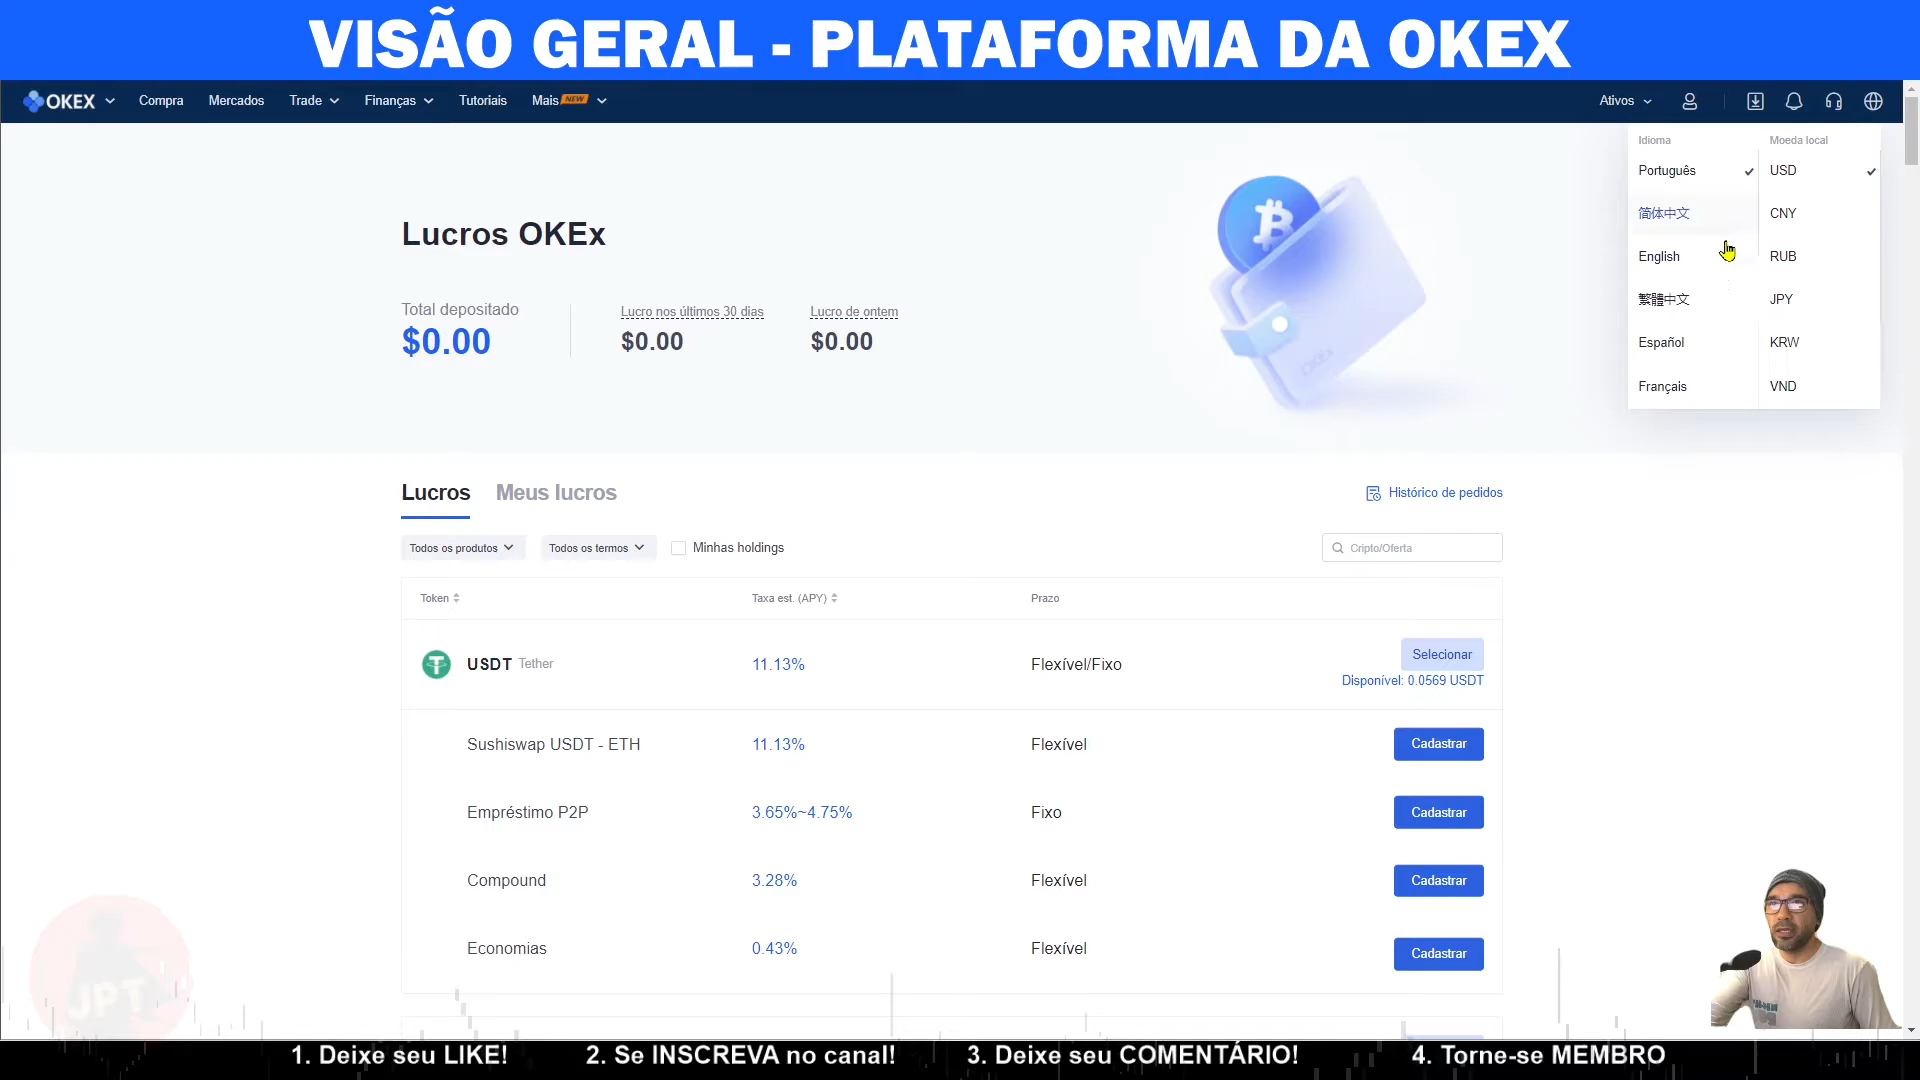 VISÃO GERAL - PLATAFORMA DA OKEX
OKEX
Compra
Mercados
Trade
Finanças
Tutoriais
Mais NEW
Ativos
Idioma
Moeda local
Português
USD
简体中文
CNY
English
RUB
繁體中文
JPY
Español
KRW
Français
VND
Lucros OKEx
Total depositado
$0.00
Lucro nos últimos 30 dias
$0.00
Lucro de ontem
$0.00
OKEx
Lucros
Meus lucros
Histórico de pedidos
Todos os produtos
Todos os termos
Minhas holdings
Cripto/Oferta
Token
Taxa est. (APY)
Prazo
USDT Tether
11.13%
Flexível/Fixo
Selecionar
Disponível: 0.0569 USDT
Sushiswap USDT - ETH
11.13%
Flexível
Cadastrar
Empréstimo P2P
3.65%~4.75%
Fixo
Cadastrar
Compound
3.28%
Flexível
Cadastrar
Economias
0.43%
Flexível
Cadastrar
JPT
1. Deixe seu LIKE!
2. Se INSCREVA no canal!
3. Deixe seu COMENTÁRIO!
4. Torne-se MEMBRO